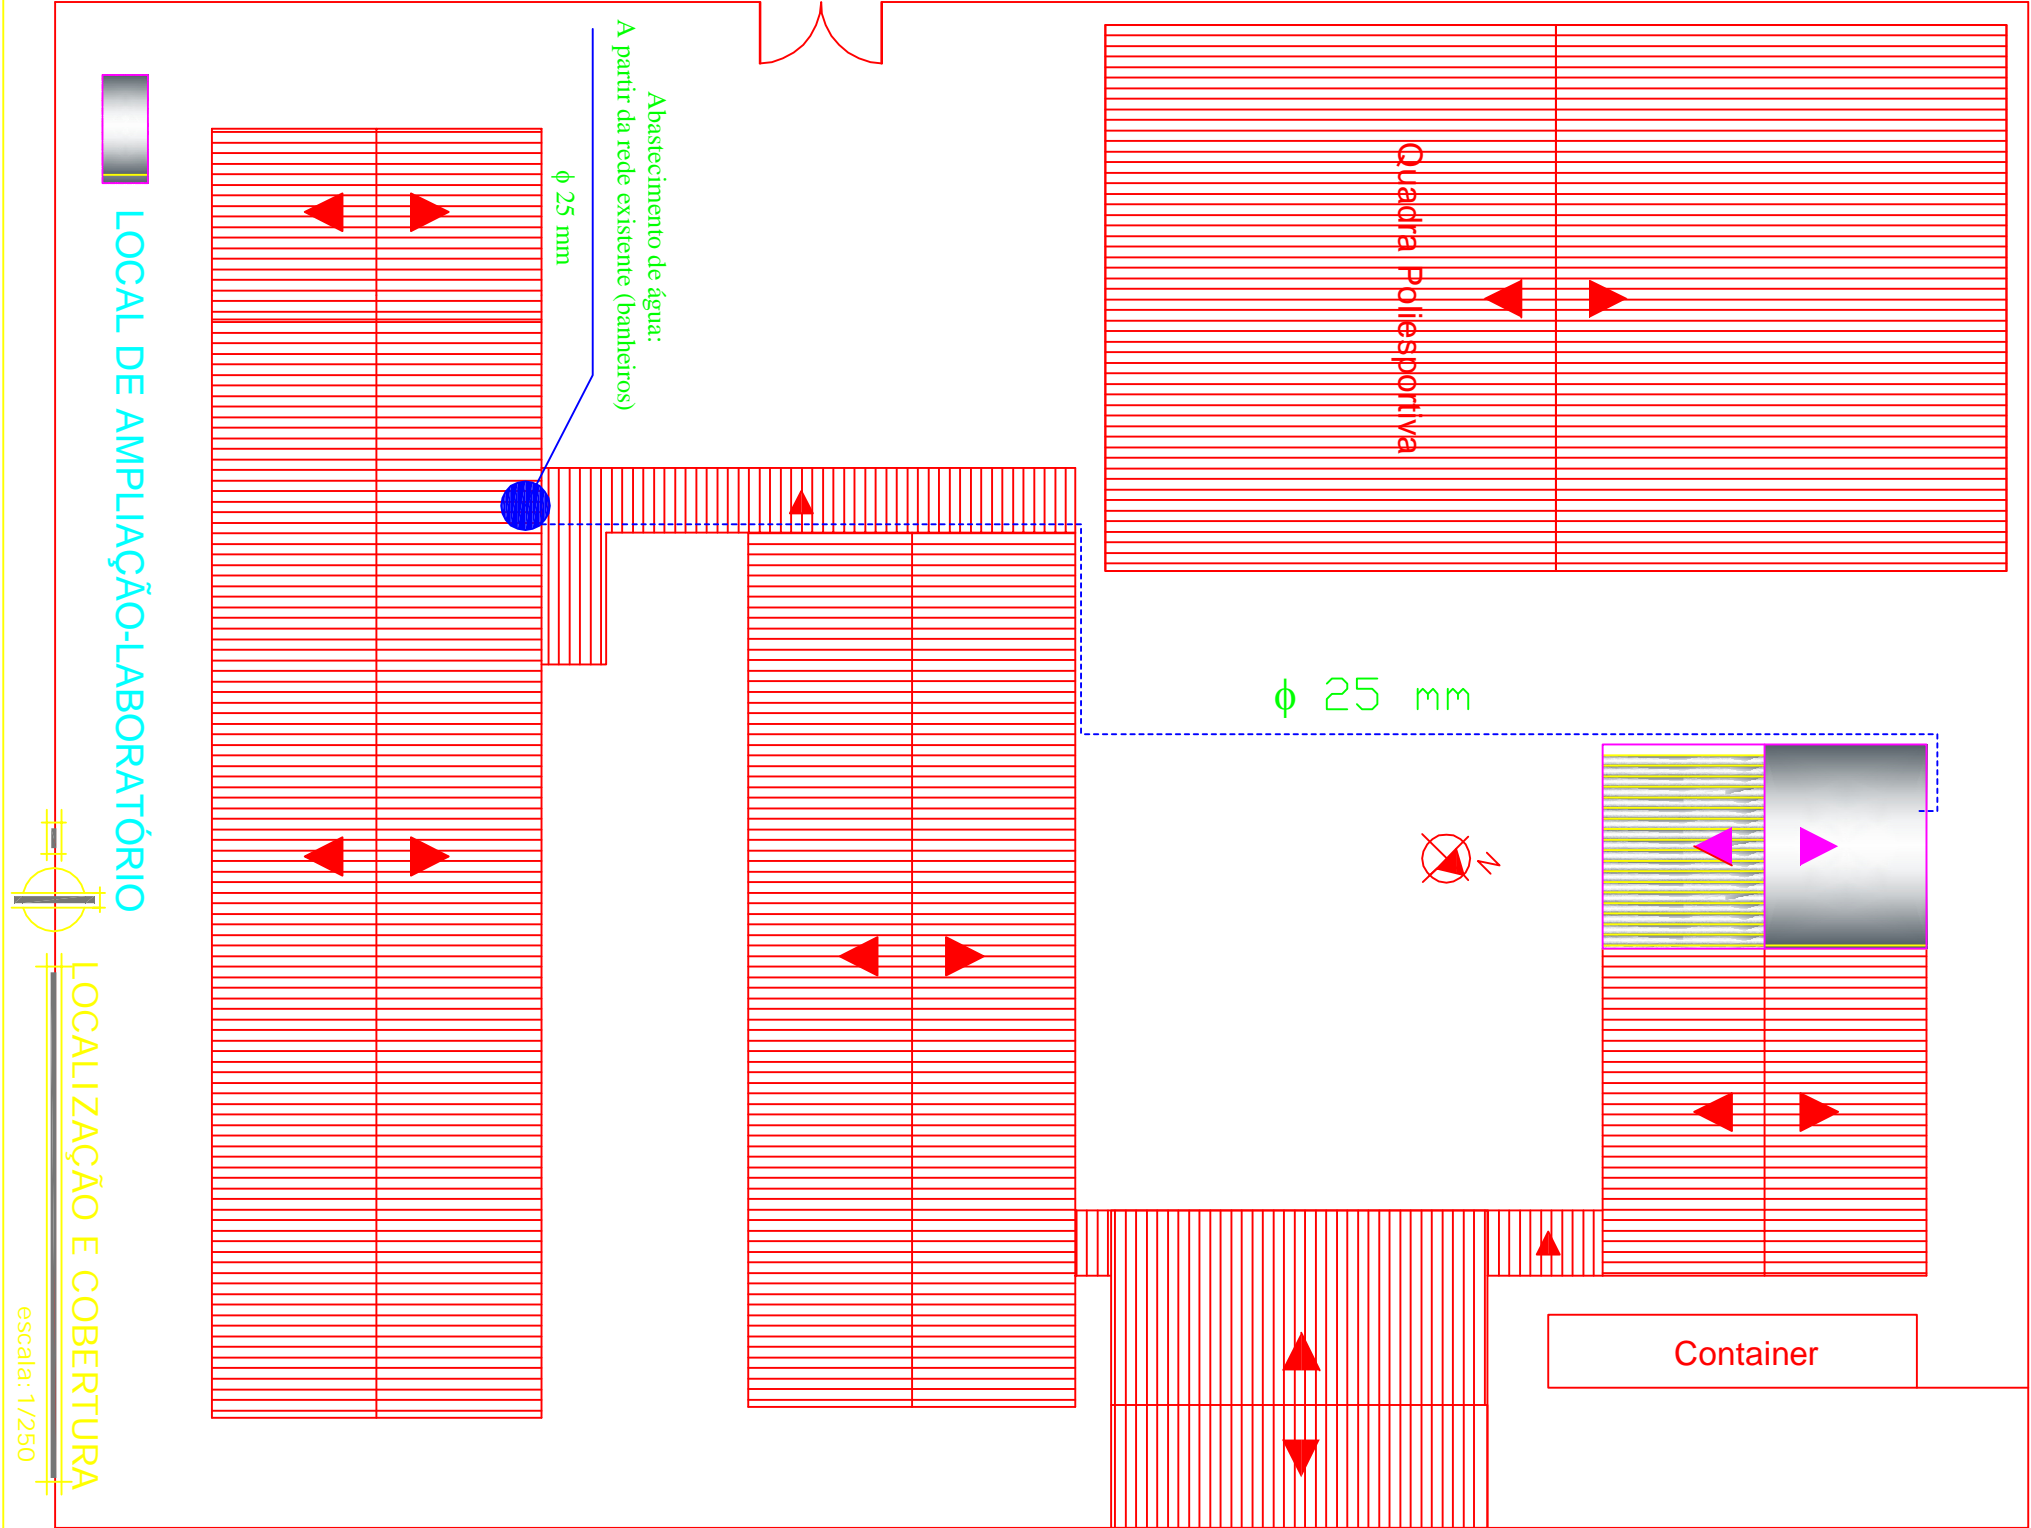 Abastecimento de água:
A partir da rede existente (banheiros)
ϕ 25 mm
Quadra Poliesportiva
ϕ 25 mm
N
Container
LOCAL DE AMPLIAÇÃO-LABORATÓRIO
LOCALIZAÇÃO E COBERTURA
escala:1/250